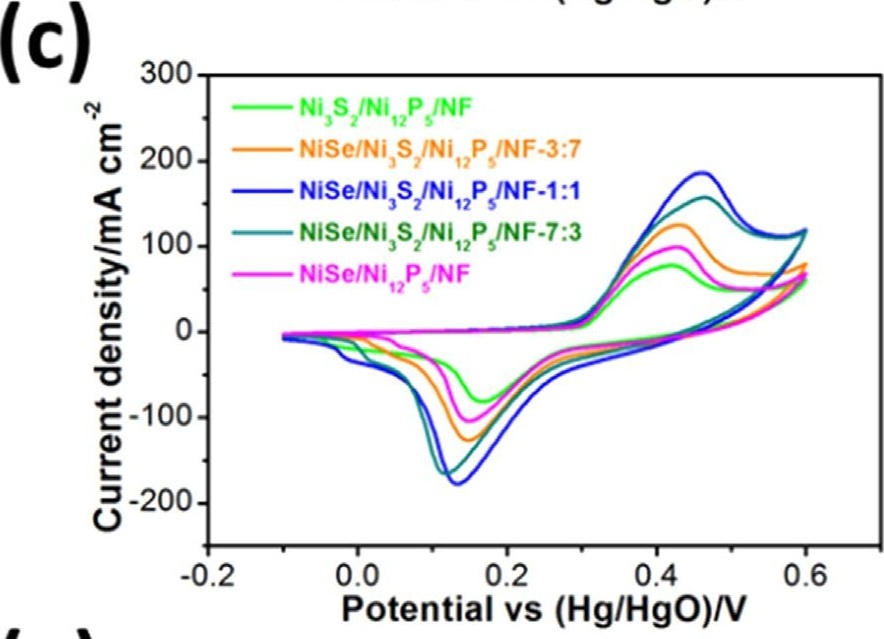 (c)
300
200
100
0
-100
-200
Current density/mA cm⁻²
Ni₃S₂/Ni₁₂P₅/NF
NiSe/Ni₃S₂/Ni₁₂P₅/NF-3:7
NiSe/Ni₃S₂/Ni₁₂P₅/NF-1:1
NiSe/Ni₃S₂/Ni₁₂P₅/NF-7:3
NiSe/Ni₁₂P₅/NF
-0.2 0.0 0.2 0.4 0.6
Potential vs (Hg/HgO)/V